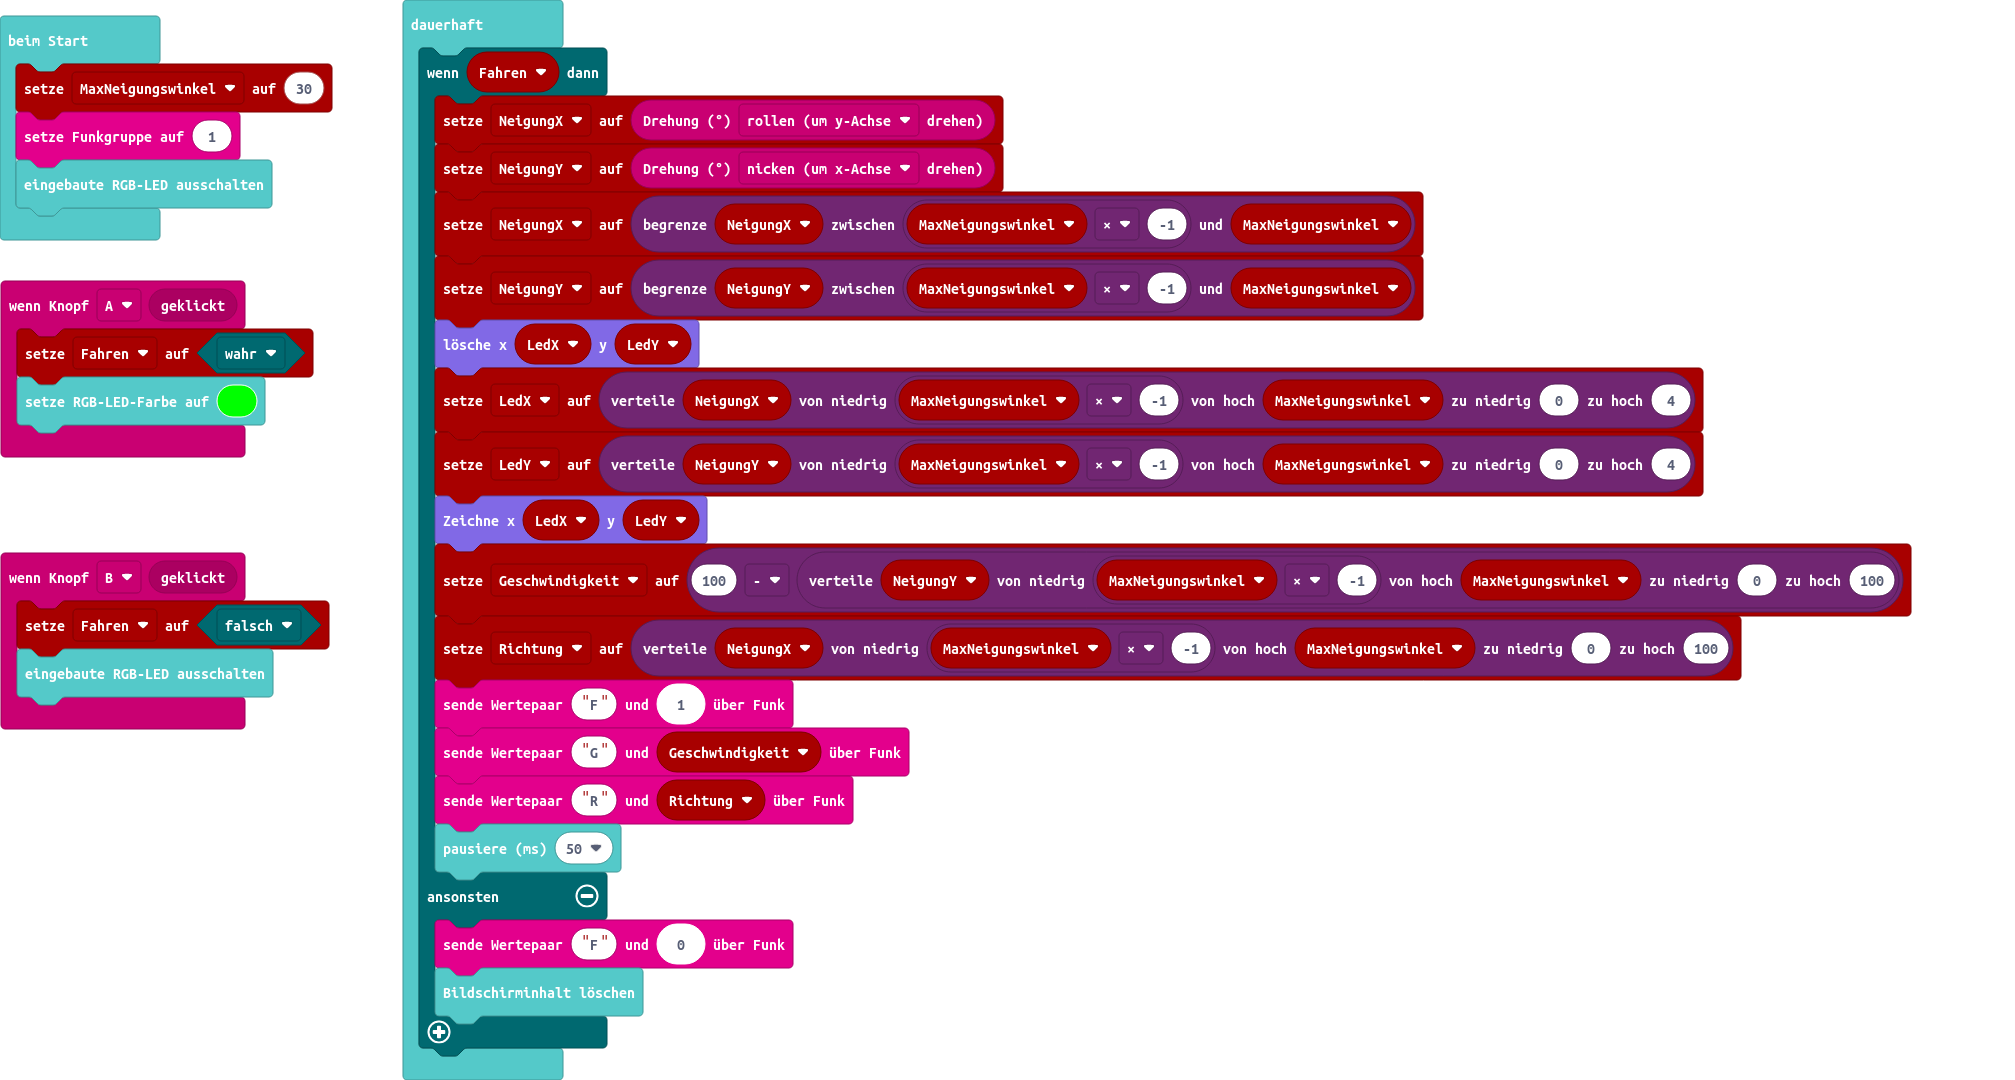 beim Start
setze MaxNeigungswinkel auf 30
setze Funkgruppe auf 1
eingebaute RGB-LED ausschalten
wenn Knopf A geklickt
setze Fahren auf wahr
setze RGB-LED-Farbe auf
wenn Knopf B geklickt
setze Fahren auf falsch
eingebaute RGB-LED ausschalten
dauerhaft
wenn Fahren dann
setze NeigungX auf Drehung (°) rollen (um y-Achse drehen)
setze NeigungY auf Drehung (°) nicken (um x-Achse drehen)
setze NeigungX auf begrenze NeigungX zwischen MaxNeigungswinkel × -1 und MaxNeigungswinkel
setze NeigungY auf begrenze NeigungY zwischen MaxNeigungswinkel × -1 und MaxNeigungswinkel
lösche x LedX y LedY
setze LedX auf verteile NeigungX von niedrig MaxNeigungswinkel × -1 von hoch MaxNeigungswinkel zu niedrig 0 zu hoch 4
setze LedY auf verteile NeigungY von niedrig MaxNeigungswinkel × -1 von hoch MaxNeigungswinkel zu niedrig 0 zu hoch 4
Zeichne x LedX y LedY
setze Geschwindigkeit auf 100 - verteile NeigungY von niedrig MaxNeigungswinkel × -1 von hoch MaxNeigungswinkel zu niedrig 0 zu hoch 100
setze Richtung auf verteile NeigungX von niedrig MaxNeigungswinkel × -1 von hoch MaxNeigungswinkel zu niedrig 0 zu hoch 100
sende Wertepaar "F" und 1 über Funk
sende Wertepaar "G" und Geschwindigkeit über Funk
sende Wertepaar "R" und Richtung über Funk
pausiere (ms) 50
ansonsten
sende Wertepaar "F" und 0 über Funk
Bildschirminhalt löschen